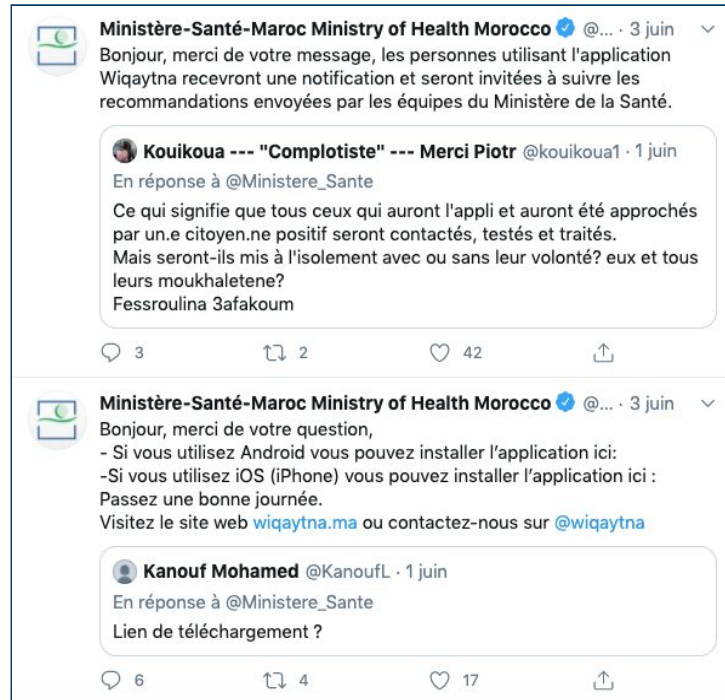 Ministère-Santé-Maroc Ministry of Health Morocco @... · 3 juin
Bonjour, merci de votre message, les personnes utilisant l'application
Wiqaytna recevront une notification et seront invitées à suivre les
recommandations envoyées par les équipes du Ministère de la Santé.
Kouikoua --- "Complotiste" --- Merci Piotr @kouikoua1 · 1 juin
En réponse à @Ministere_Sante
Ce qui signifie que tous ceux qui auront l'appli et auront été approchés
par un.e citoyen.ne positif seront contactés, testés et traités.
Mais seront-ils mis à l'isolement avec ou sans leur volonté? eux et tous
leurs moukhaletene?
Fessroulina 3afakoum
3 2 42
Ministère-Santé-Maroc Ministry of Health Morocco @... · 3 juin
Bonjour, merci de votre question,
- Si vous utilisez Android vous pouvez installer l'application ici:
-Si vous utilisez iOS (iPhone) vous pouvez installer l'application ici :
Passez une bonne journée.
Visitez le site web wiqaytna.ma ou contactez-nous sur @wiqaytna
Kanouf Mohamed @KanoufL · 1 juin
En réponse à @Ministere_Sante
Lien de téléchargement ?
6 4 17